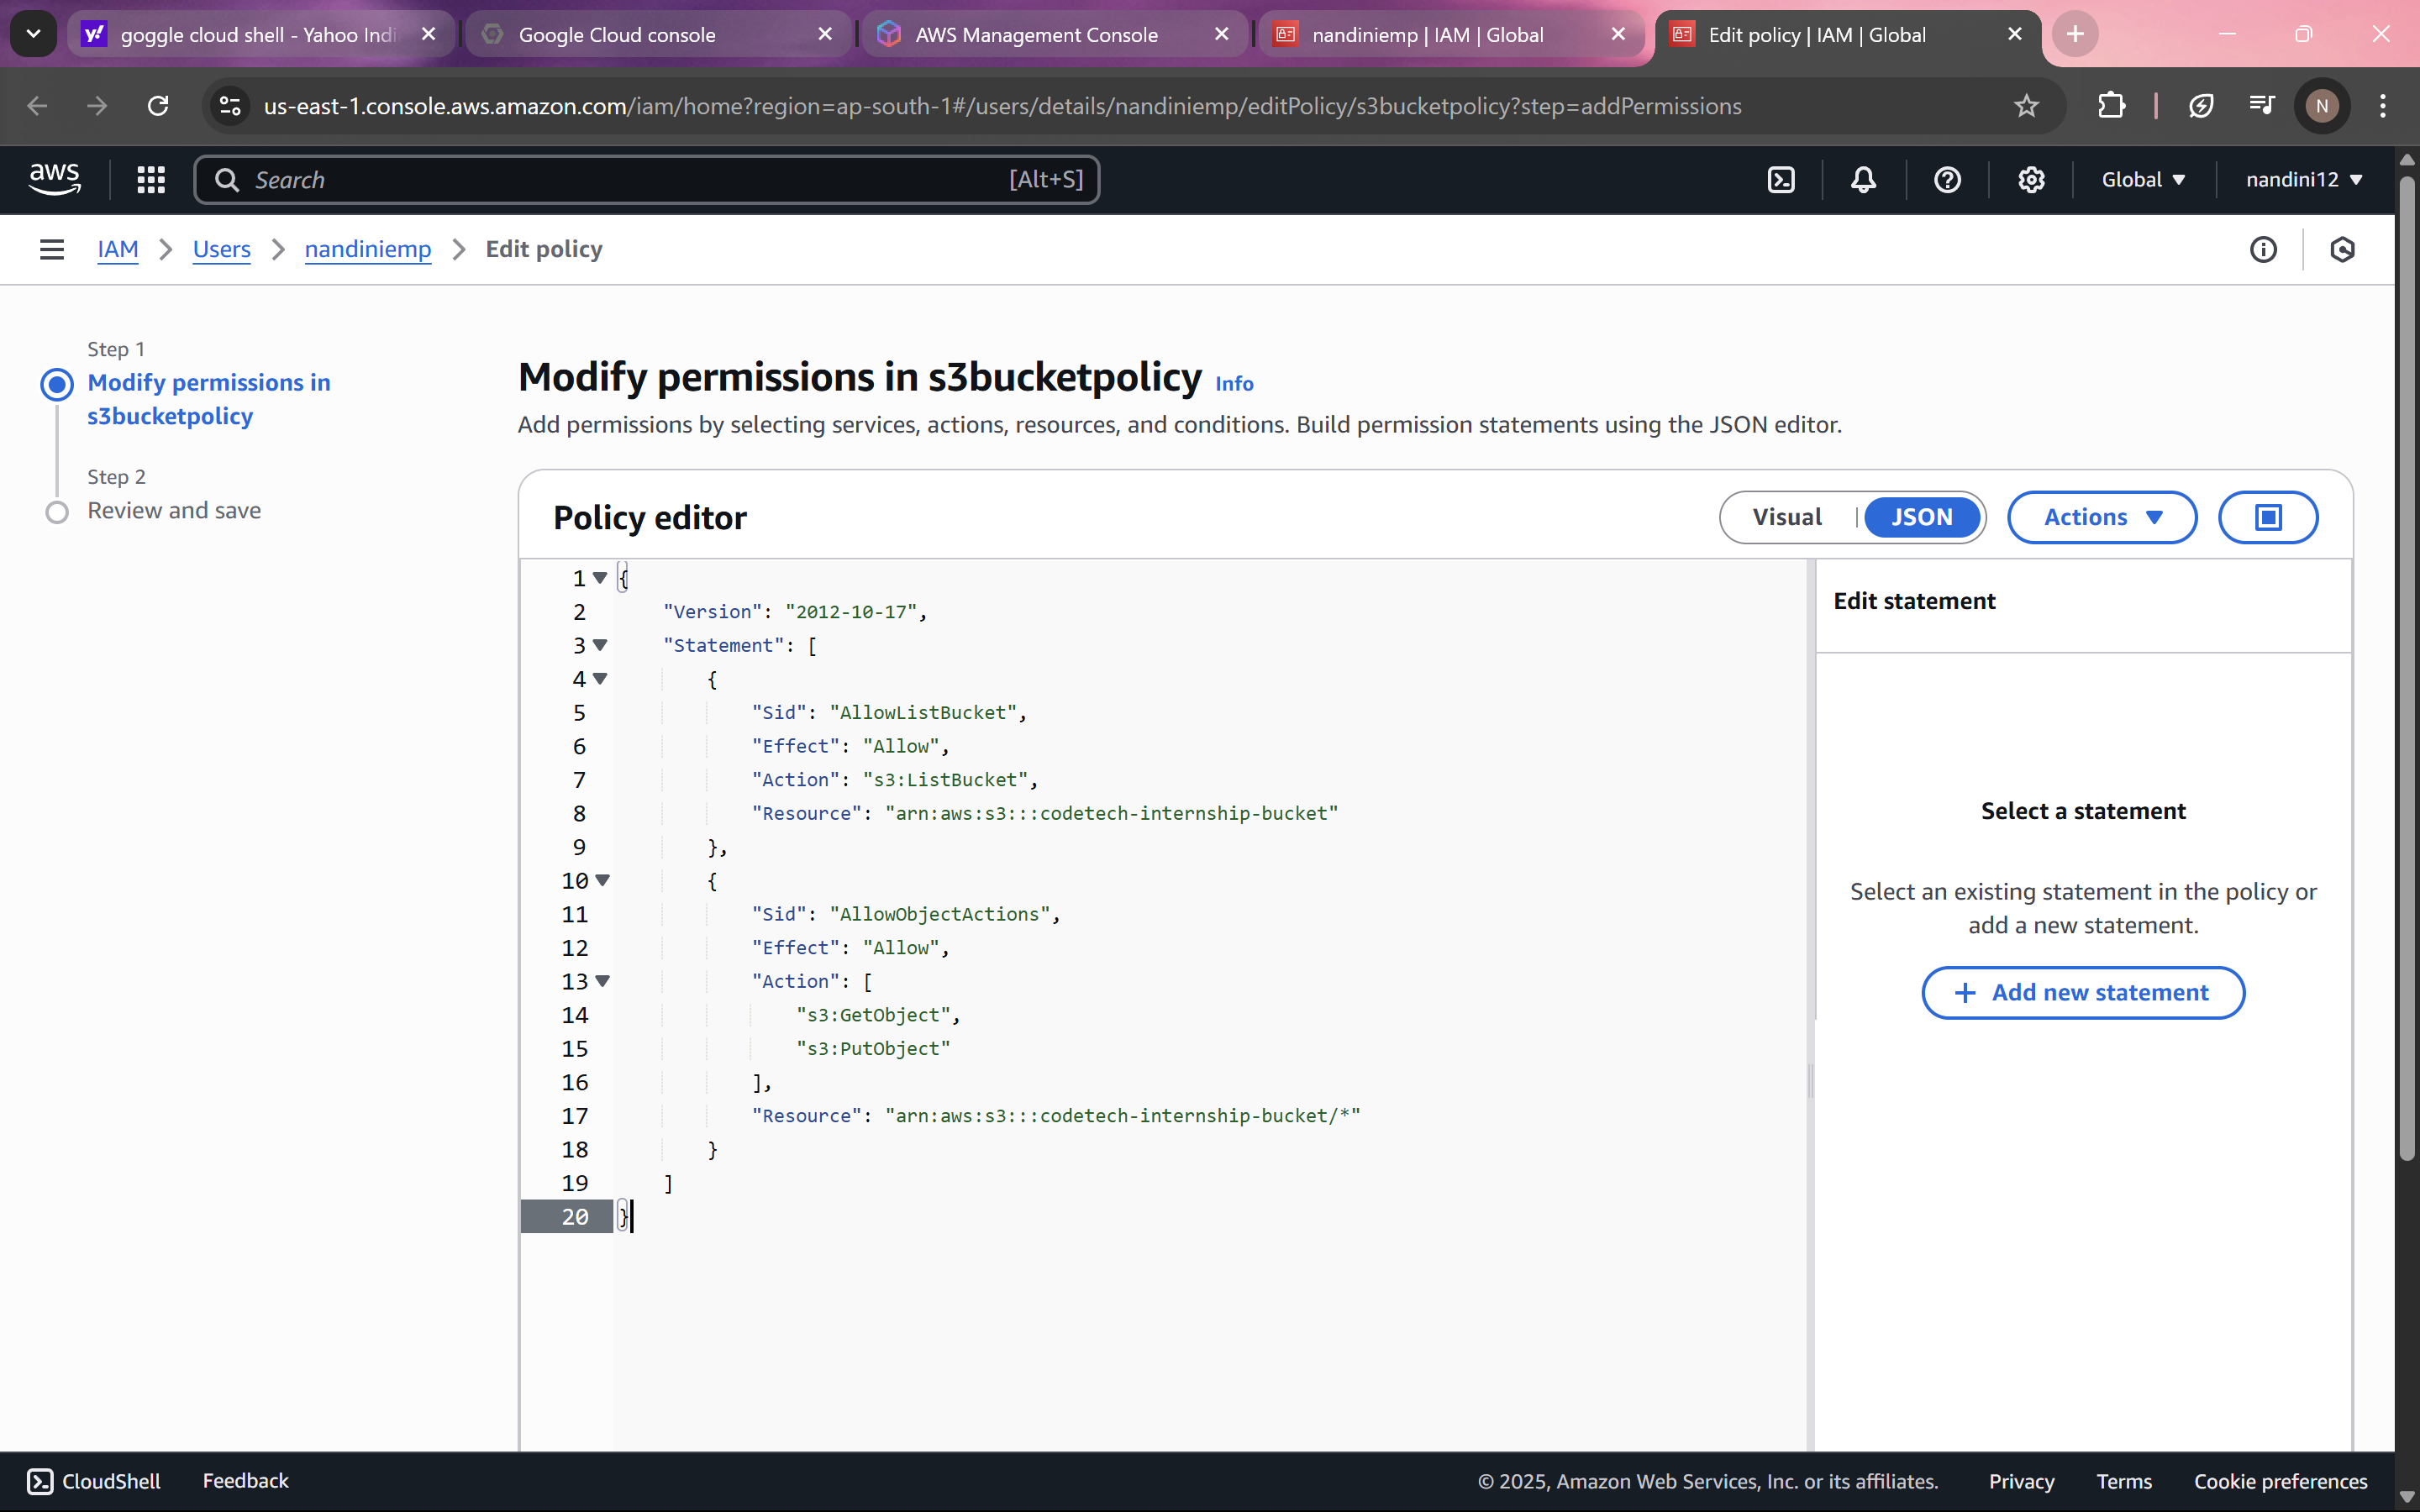 goggle cloud shell - Yahoo Indi
Google Cloud console
AWS Management Console
nandiniemp | IAM | Global
Edit policy | IAM | Global
us-east-1.console.aws.amazon.com/iam/home?region=ap-south-1#/users/details/nandiniemp/editPolicy/s3bucketpolicy?step=addPermissions
N
aws
Search
[Alt+S]
Global
nandini12
IAM
Users
nandiniemp
Edit policy
Step 1
Modify permissions in
s3bucketpolicy
Step 2
Review and save
Modify permissions in s3bucketpolicy Info
Add permissions by selecting services, actions, resources, and conditions. Build permission statements using the JSON editor.
Policy editor
Visual | JSON
Actions
1 {
2     "Version": "2012-10-17",
3     "Statement": [
4         {
5             "Sid": "AllowListBucket",
6             "Effect": "Allow",
7             "Action": "s3:ListBucket",
8             "Resource": "arn:aws:s3:::codetech-internship-bucket"
9         },
10         {
11             "Sid": "AllowObjectActions",
12             "Effect": "Allow",
13             "Action": [
14                 "s3:GetObject",
15                 "s3:PutObject"
16             ],
17             "Resource": "arn:aws:s3:::codetech-internship-bucket/*"
18         }
19     ]
20 }
Edit statement
Select a statement
Select an existing statement in the policy or
add a new statement.
+ Add new statement
CloudShell
Feedback
© 2025, Amazon Web Services, Inc. or its affiliates.
Privacy
Terms
Cookie preferences